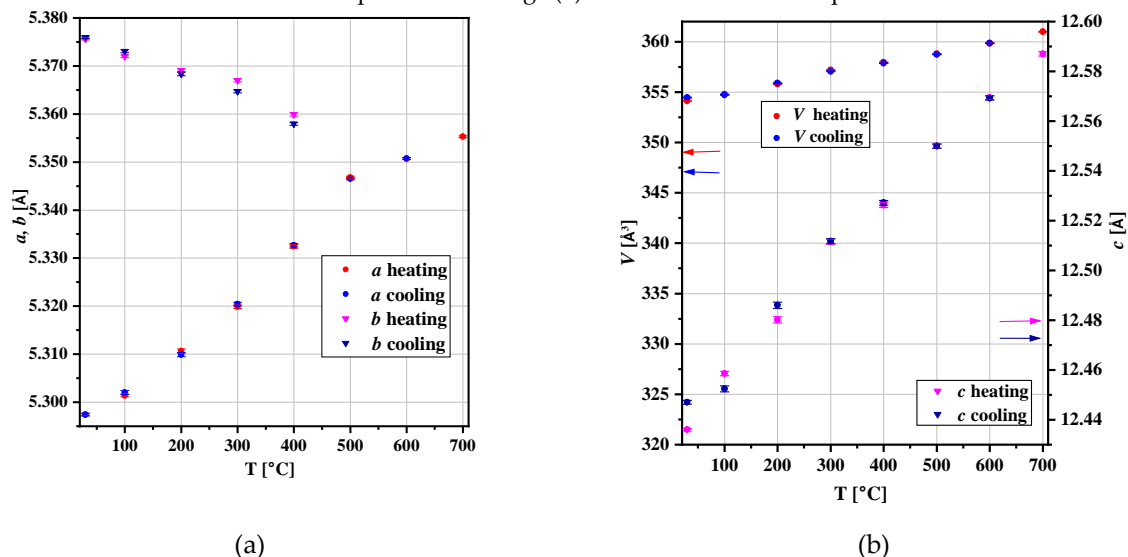 5.380
5.370
5.360
5.350
5.340
5.330
5.320
5.310
5.300
a, b [Å]
100 200 300 400 500 600 700
T [°C]
a heating
a cooling
b heating
b cooling
(a)
360
355
350
345
340
335
330
325
320
V [Å³]
12.60
12.58
12.56
12.54
12.52
12.50
12.48
12.46
12.44
c [Å]
100 200 300 400 500 600 700
T [°C]
V heating
V cooling
c heating
c cooling
(b)